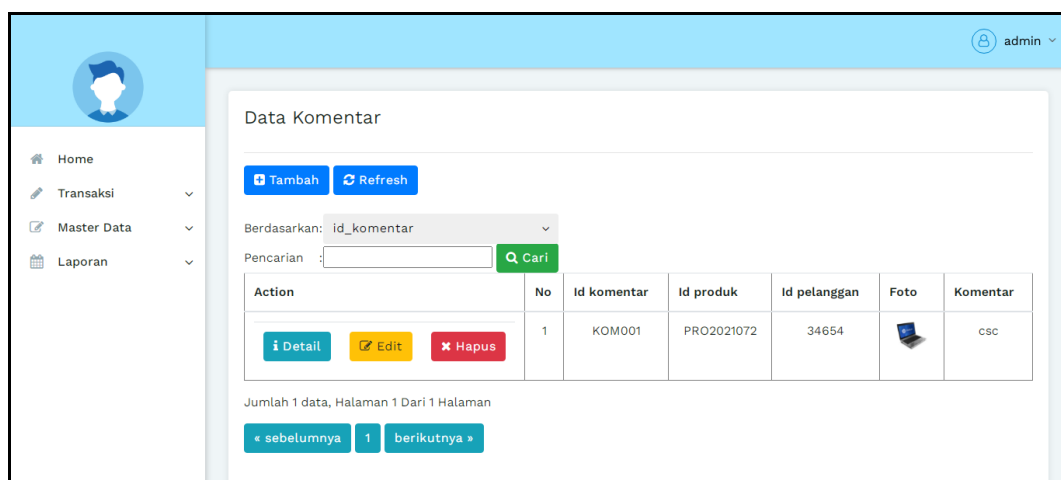 admin
Data Komentar
Home
Transaksi
Master Data
Laporan
Tambah Refresh
Berdasarkan: id_komentar
Pencarian : Cari
Action No Id komentar Id produk Id pelanggan Foto Komentar
Detail Edit Hapus 1 KOM001 PRO2021072 34654 csc
Jumlah 1 data, Halaman 1 Dari 1 Halaman
« sebelumnya 1 berikutnya »